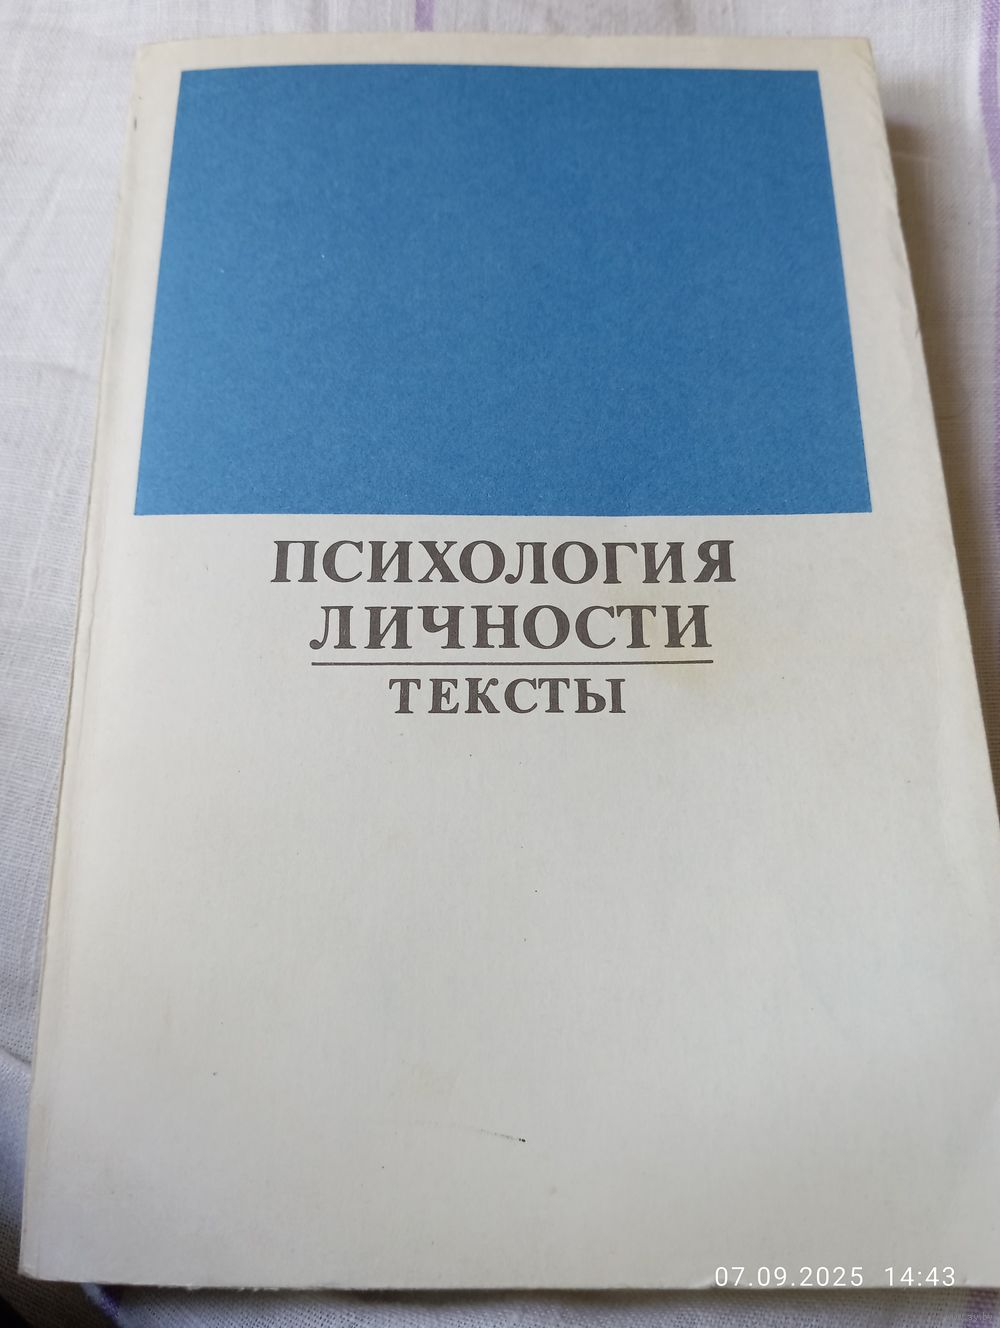 ПСИХОЛОГИЯ
ЛИЧНОСТИ
ТЕКСТЫ
07.09.2025 14:43